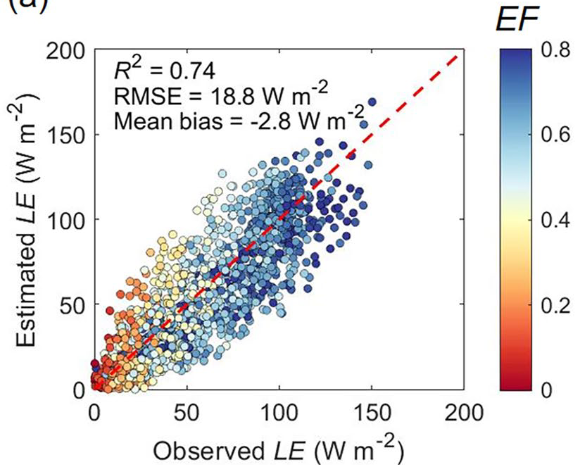 (a)
EF
R² = 0.74
RMSE = 18.8 W m⁻²
Mean bias = -2.8 W m⁻²
200
150
100
50
0
Estimated LE (W m⁻²)
0 50 100 150 200
Observed LE (W m⁻²)
0.8
0.6
0.4
0.2
0